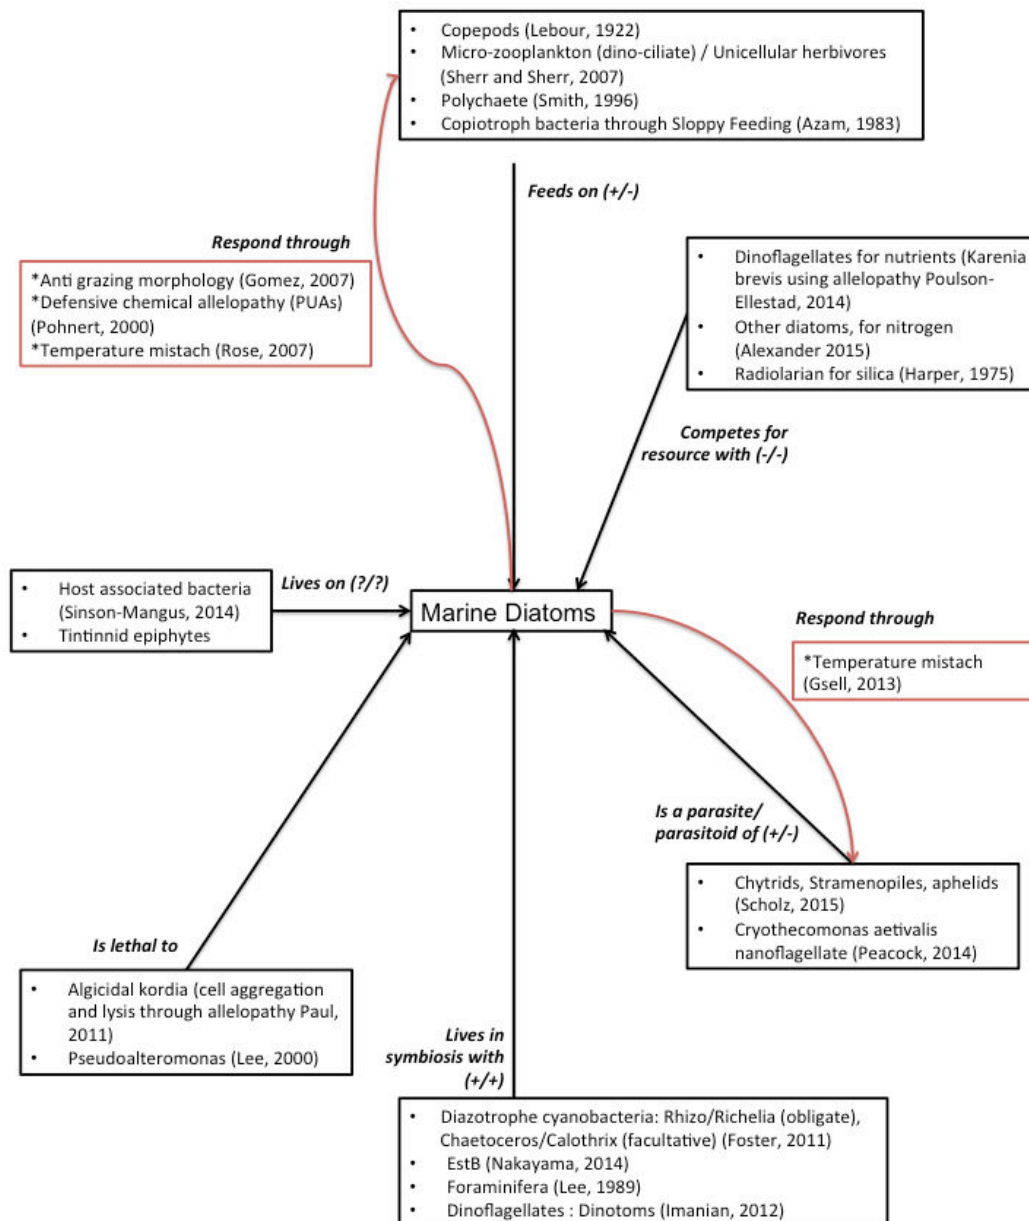 • Copepods (Lebour, 1922)
• Micro-zooplankton (dino-ciliate) / Unicellular herbivores
(Sherr and Sherr, 2007)
• Polychaete (Smith, 1996)
• Copiotroph bacteria through Sloppy Feeding (Azam, 1983)
Feeds on (+/-)
Respond through
*Anti grazing morphology (Gomez, 2007)
*Defensive chemical allelopathy (PUAs)
(Pohnert, 2000)
*Temperature mistach (Rose, 2007)
• Dinoflagellates for nutrients (Karenia
brevis using allelopathy Poulson-
Ellestad, 2014)
• Other diatoms, for nitrogen
(Alexander 2015)
• Radiolarian for silica (Harper, 1975)
Competes for
resource with (-/-)
• Host associated bacteria
(Sinson-Mangus, 2014)
• Tintinnid epiphytes
Lives on (?/?)
Marine Diatoms
Respond through
*Temperature mistach
(Gsell, 2013)
Is a parasite/
parasitoid of (+/-)
• Chytrids, Stramenopiles, aphelids
(Scholz, 2015)
• Cryothecomonas aetivalis
nanoflagellate (Peacock, 2014)
Is lethal to
• Algicidal kordia (cell aggregation
and lysis through allelopathy Paul,
2011)
• Pseudoalteromonas (Lee, 2000)
Lives in
symbiosis with
(+/+)
• Diazotrophe cyanobacteria: Rhizo/Richelia (obligate),
Chaetoceros/Calothrix (facultative) (Foster, 2011)
• EstB (Nakayama, 2014)
• Foraminifera (Lee, 1989)
• Dinoflagellates : Dinotoms (Imanian, 2012)